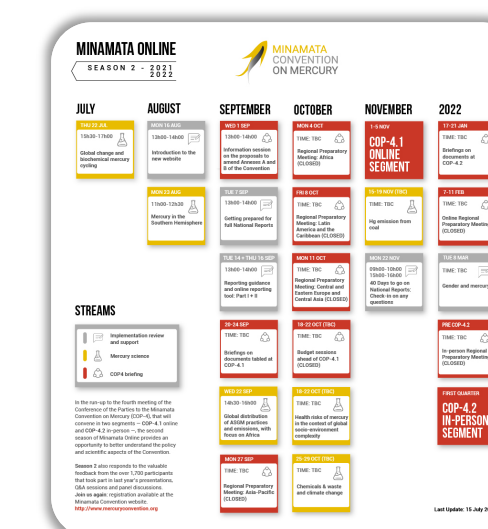 MINAMATA ONLINE
SEASON 2 - 2021
2022
MINAMATA
CONVENTION
ON MERCURY
JULY
THU 22 JUL
15h30-17h00
Global change and
biochemical mercury
cycling
AUGUST
MON 16 AUG
13h00-14h00
Introduction to the
new website
MON 23 AUG
11h00-12h30
Mercury in the
Southern Hemisphere
SEPTEMBER
WED 1 SEP
13h00-14h00
Information session
on the proposals to
amend Annexes A and
B of the Convention
TUE 7 SEP
13h00-14h00
Getting prepared for
full National Reports
TUE 14 + THU 16 SEP
13h00-14h00
Reporting guidance
and online reporting
tool: Part I + II
20-24 SEP
TIME: TBC
Briefings on
documents tabled at
COP-4.1
WED 22 SEP
14h30-16h00
Global distribution
of ASGM practices
and emissions, with
focus on Africa
MON 27 SEP
TIME: TBC
Regional Preparatory
Meeting: Asia-Pacific
(CLOSED)
OCTOBER
MON 4 OCT
TIME: TBC
Regional Preparatory
Meeting: Africa
(CLOSED)
FRI 8 OCT
TIME: TBC
Regional Preparatory
Meeting: Latin
America and the
Caribbean (CLOSED)
MON 11 OCT
TIME: TBC
Regional Preparatory
Meeting: Central and
Eastern Europe and
Central Asia (CLOSED)
18-22 OCT (TBC)
TIME: TBC
Budget sessions
ahead of COP-4.1
(CLOSED)
18-22 OCT (TBC)
TIME: TBC
Health risks of mercury
in the context of global
socio-environment
complexity
25-29 OCT (TBC)
TIME: TBC
Chemicals & waste
and climate change
NOVEMBER
1-5 NOV
COP-4.1
ONLINE
SEGMENT
16-19 NOV (TBC)
TIME: TBC
Hg emission from
coal
MON 22 NOV
09h00-10h00
15h00-16h00
40 Days to go on
National Reports:
Check-in on any
questions
2022
17-21 JAN
TIME: TBC
Briefings on
documents at
COP-4.2
7-11 FEB
TIME: TBC
Online Regional
Preparatory Meeting
(CLOSED)
TUE 8 MAR
TIME: TBC
Gender and mercury
PRE COP-4.2
TIME: TBC
In-person Regional
Preparatory Meeting
(CLOSED)
FIRST QUARTER
COP-4.2
IN-PERSON
SEGMENT
STREAMS
Implementation review
and support
Mercury science
COP4 briefing
In the run-up to the fourth meeting of the
Conference of the Parties to the Minamata
Convention on Mercury (COP-4), that will
convene in two segments — COP-4.1 online
and COP-4.2 in-person —, the second
season of Minamata Online provides an
opportunity to better understand the policy
and scientific aspects of the Convention.
Season 2 also responds to the valuable
feedback from the over 1,700 participants
that took part in last year's presentations,
Q&A sessions and panel discussions.
Join us again: registration available at the
Minamata Convention website.
http://www.mercuryconvention.org
Last Update: 15 July 20